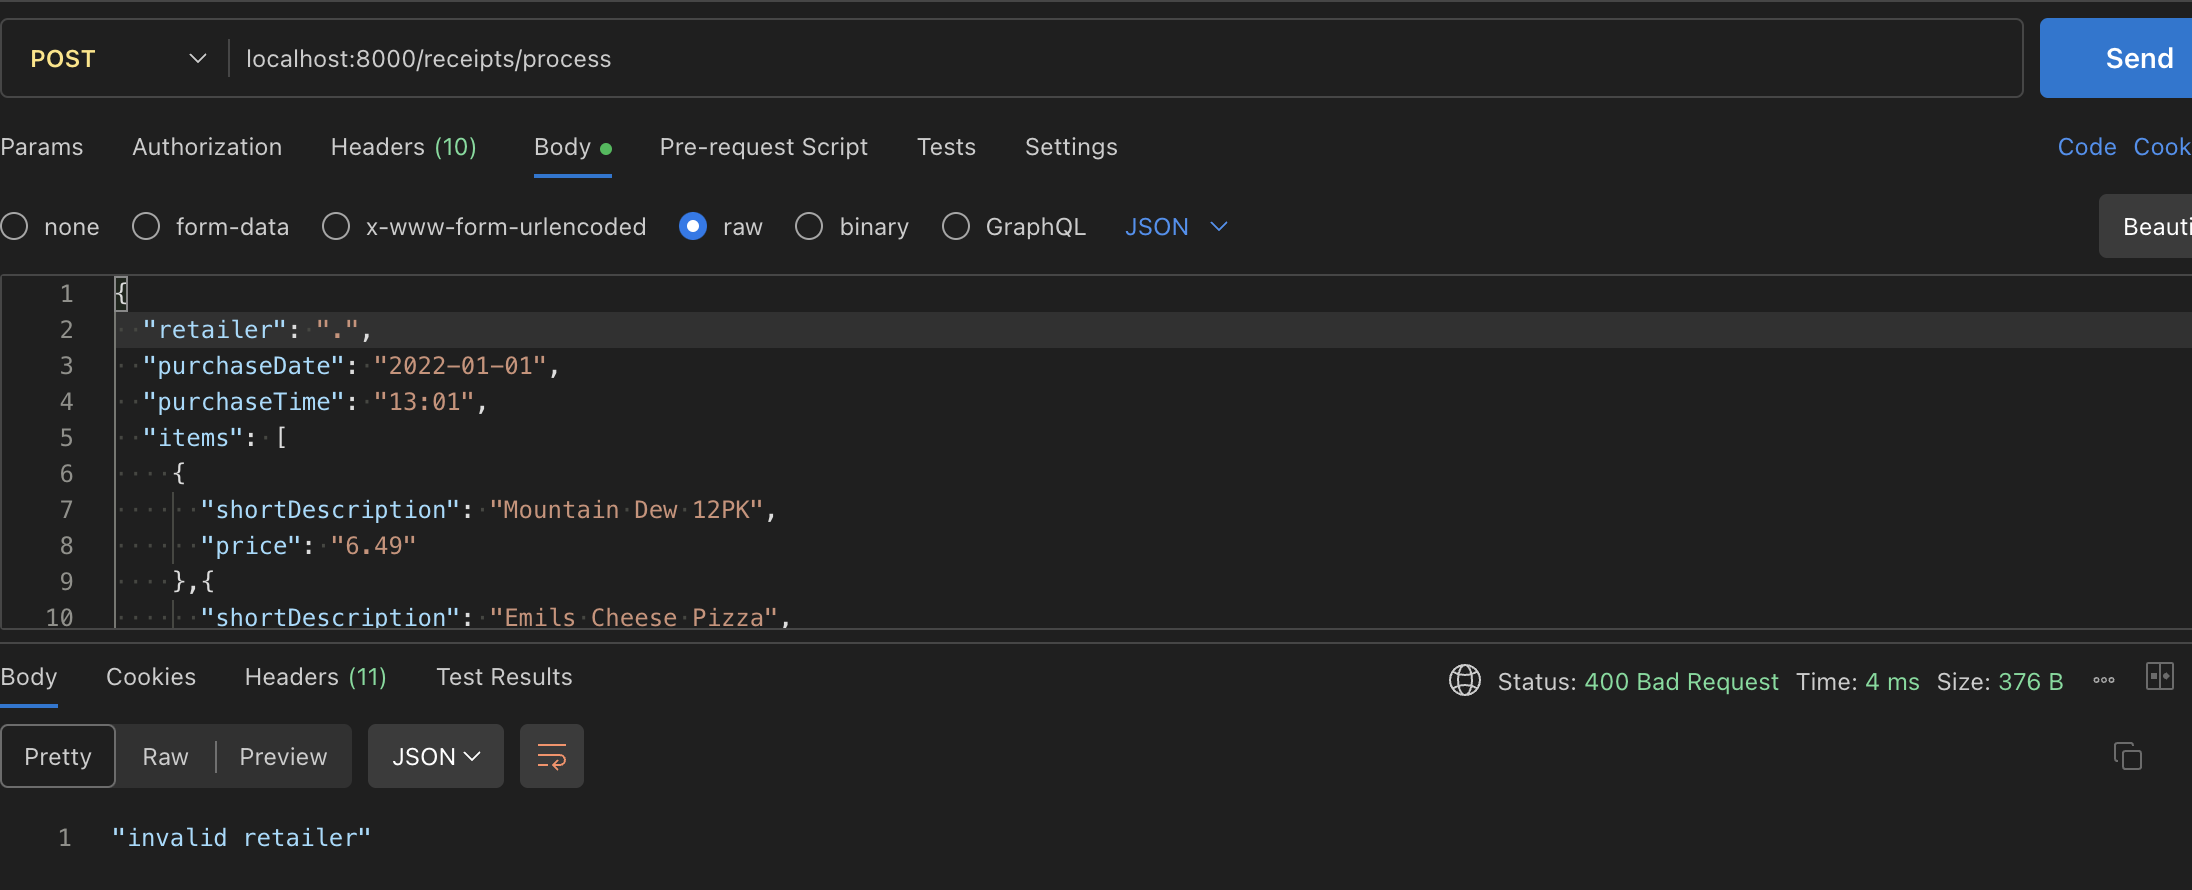 POST localhost:8000/receipts/process Send
Params Authorization Headers (10) Body Pre-request Script Tests Settings Code Cook
none form-data x-www-form-urlencoded raw binary GraphQL JSON Beauti
1 {
2 "retailer": ".",
3 "purchaseDate": "2022-01-01",
4 "purchaseTime": "13:01",
5 "items": [
6 {
7 "shortDescription": "Mountain Dew 12PK",
8 "price": "6.49"
9 },{
10 "shortDescription": "Emils Cheese Pizza",
Body Cookies Headers (11) Test Results Status: 400 Bad Request Time: 4 ms Size: 376 B
Pretty Raw Preview JSON
1 "invalid retailer"